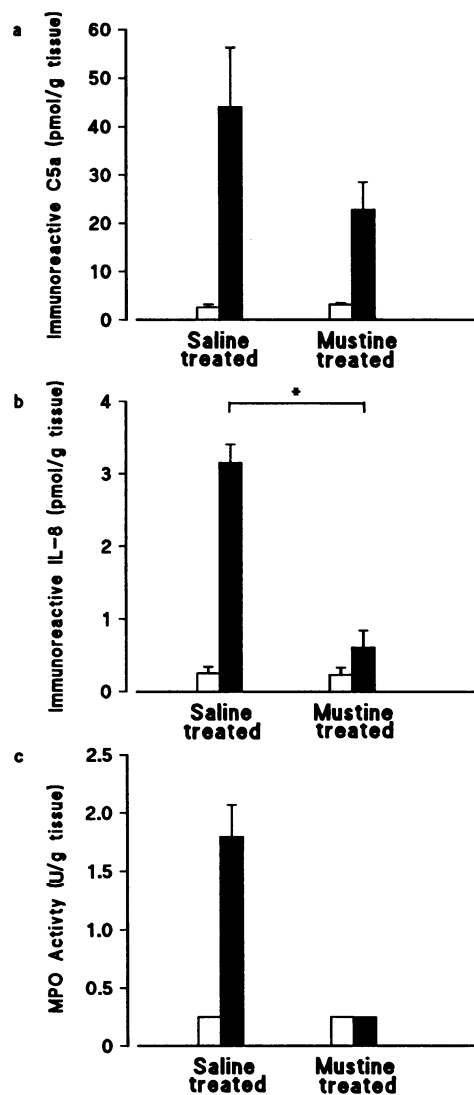 a
Immunoreactive C5a (pmol/g tissue)
60
50
40
30
20
10
0
Saline treated
Mustine treated
b
Immunoreactive IL-8 (pmol/g tissue)
*
4
3
2
1
0
Saline treated
Mustine treated
c
MPO Activty (U/g tissue)
2.5
2.0
1.5
1.0
0.5
0
Saline treated
Mustine treated